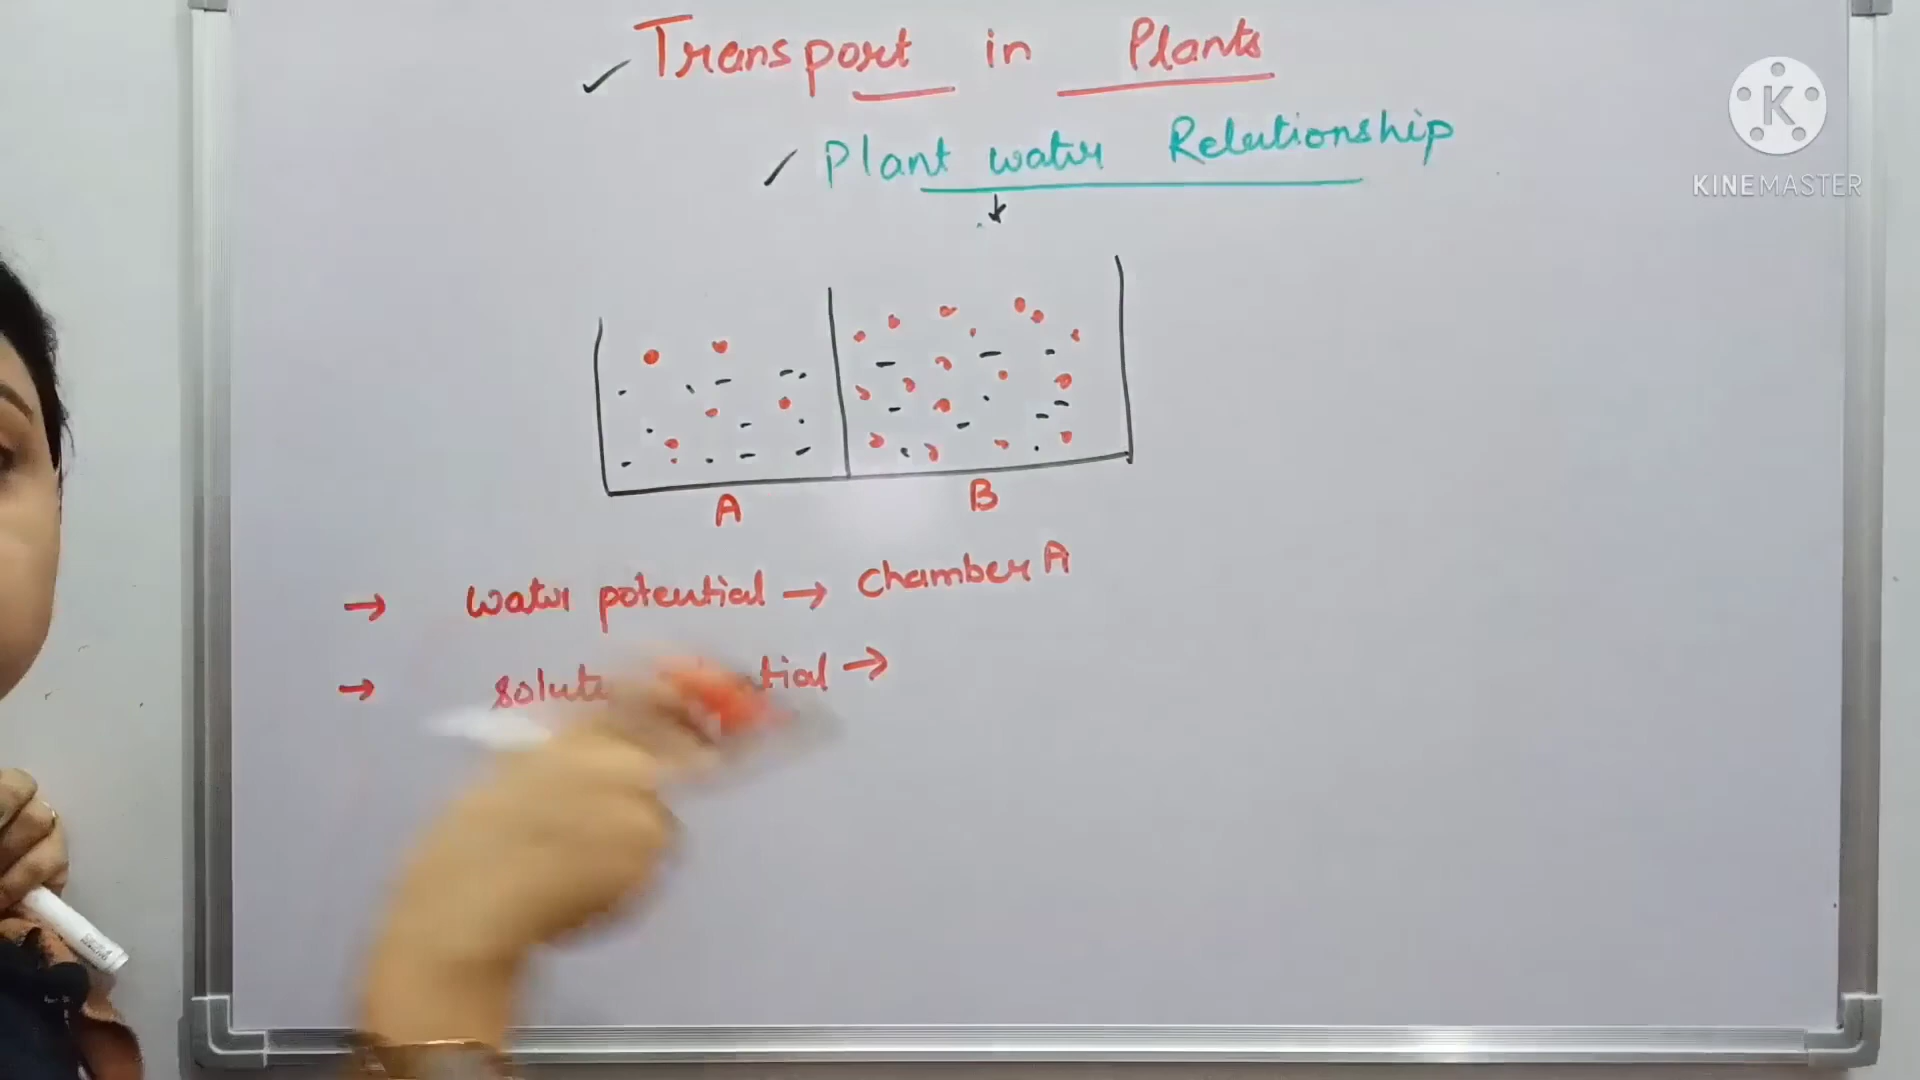 Transport in Plants
K
KINEMASTER
Plant water Relationship
A
B
→ water potential → Chamber A
→ solute →